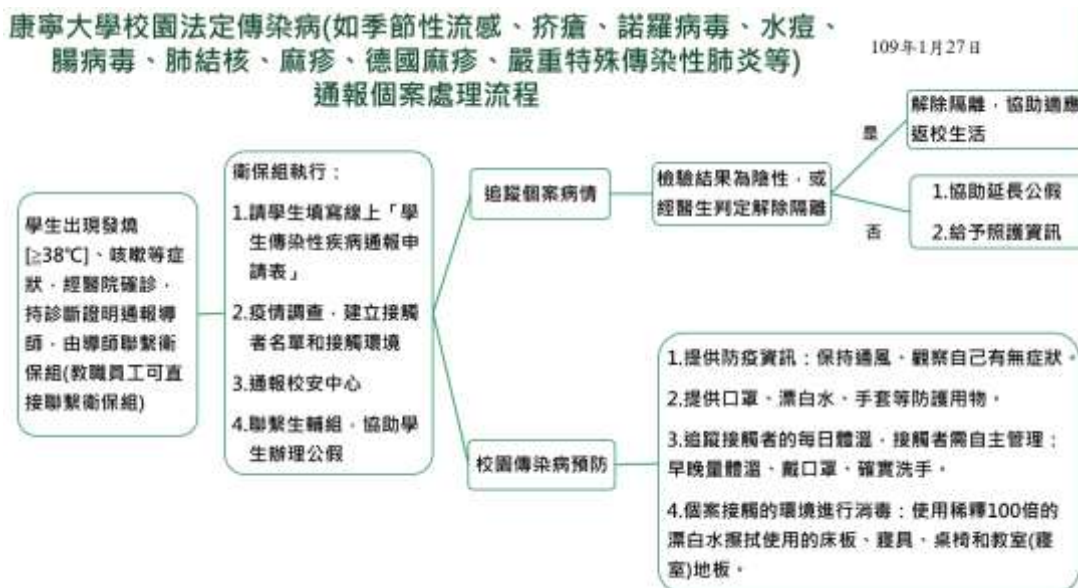 康寧大學校園法定傳染病(如季節性流感、疥瘡、諾羅病毒、水痘、
腸病毒、肺結核、麻疹、德國麻疹、嚴重特殊傳染性肺炎等)
通報個案處理流程
109年1月27日
學生出現發燒
[≥38℃]、咳嗽等症
狀，經醫院確診，
持診斷證明通報導
師，由導師聯繫衛
保組(教職員工可直
接聯繫衛保組)
衛保組執行：
1.請學生填寫線上「學
生傳染性疾病通報申
請表」
2.疫情調查，建立接觸
者名單和接觸環境
3.通報校安中心
4.聯繫生輔組，協助學
生辦理公假
追蹤個案病情
檢驗結果為陰性，或
經醫生判定解除隔離
是
解除隔離，協助適應
返校生活
否
1.協助延長公假
2.給予照護資訊
校園傳染病預防
1.提供防疫資訊：保持通風、觀察自己有無症狀。
2.提供口罩、漂白水、手套等防護用物。
3.追蹤接觸者的每日體溫，接觸者需自主管理；
早晚量體溫、戴口罩、確實洗手。
4.個案接觸的環境進行消毒：使用稀釋100倍的
漂白水擦拭使用的床板、寢具、桌椅和教室(寢
室)地板。